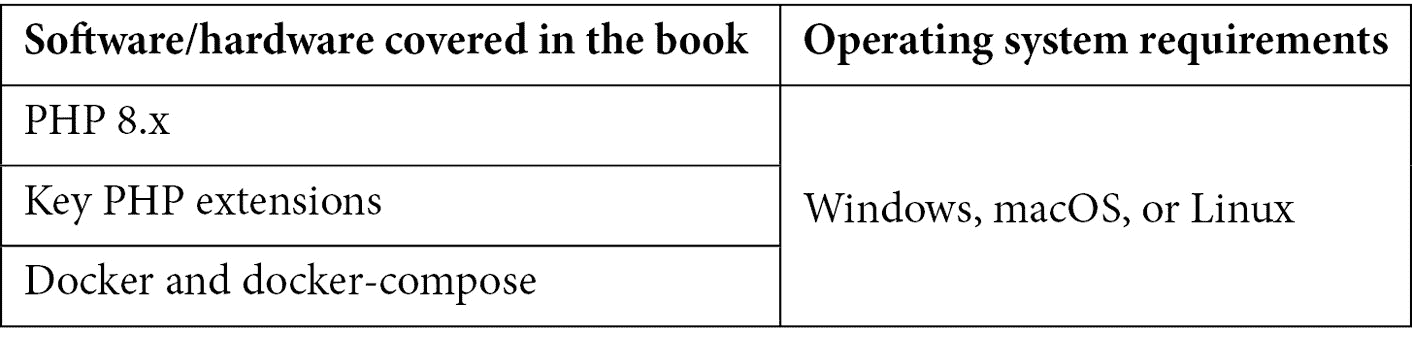 Software/hardware covered in the book
Operating system requirements
PHP 8.x
Key PHP extensions
Docker and docker-compose
Windows, macOS, or Linux